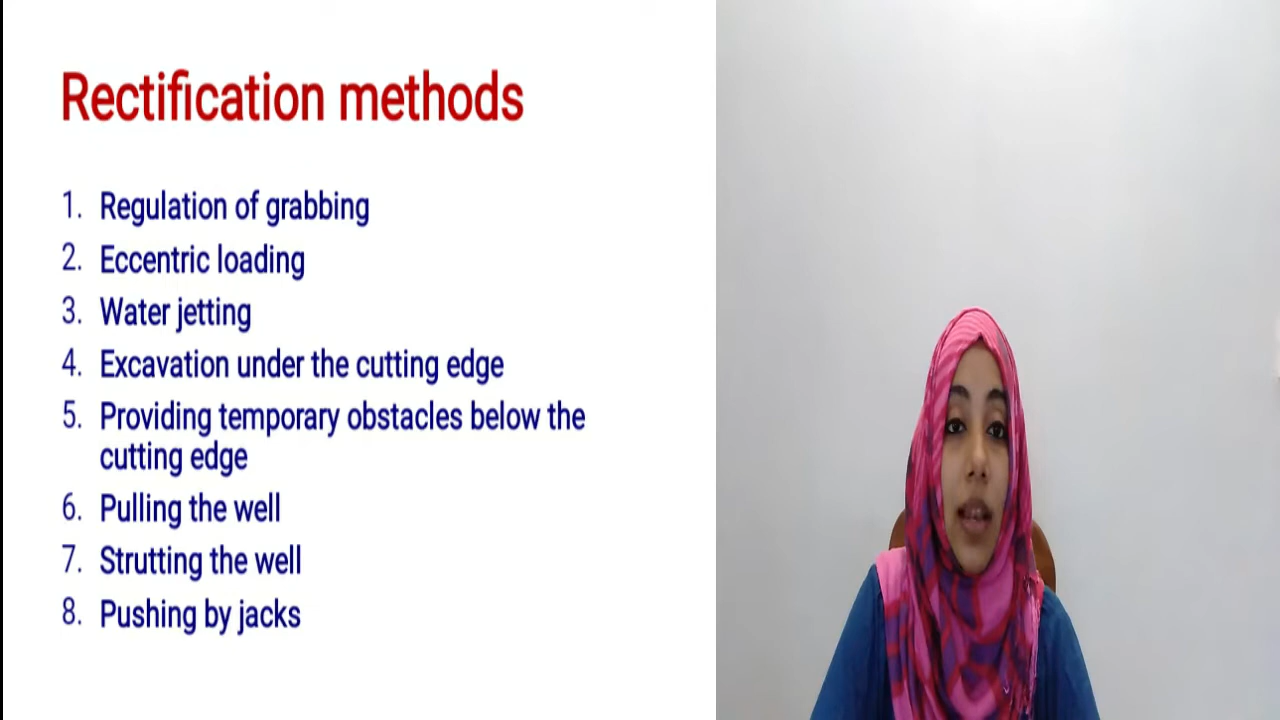 Rectification methods
1. Regulation of grabbing
2. Eccentric loading
3. Water jetting
4. Excavation under the cutting edge
5. Providing temporary obstacles below the
cutting edge
6. Pulling the well
7. Strutting the well
8. Pushing by jacks